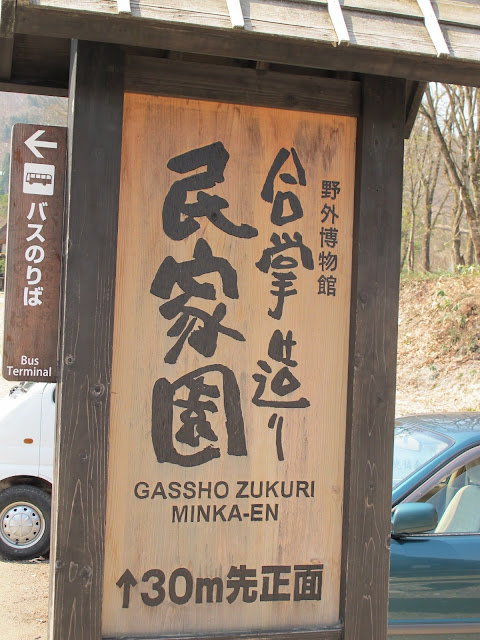 野外博物館
合掌造り
民家園
GASSHO ZUKURI
MINKA-EN
↑30m先正面
←
バスのりば
Bus
Terminal